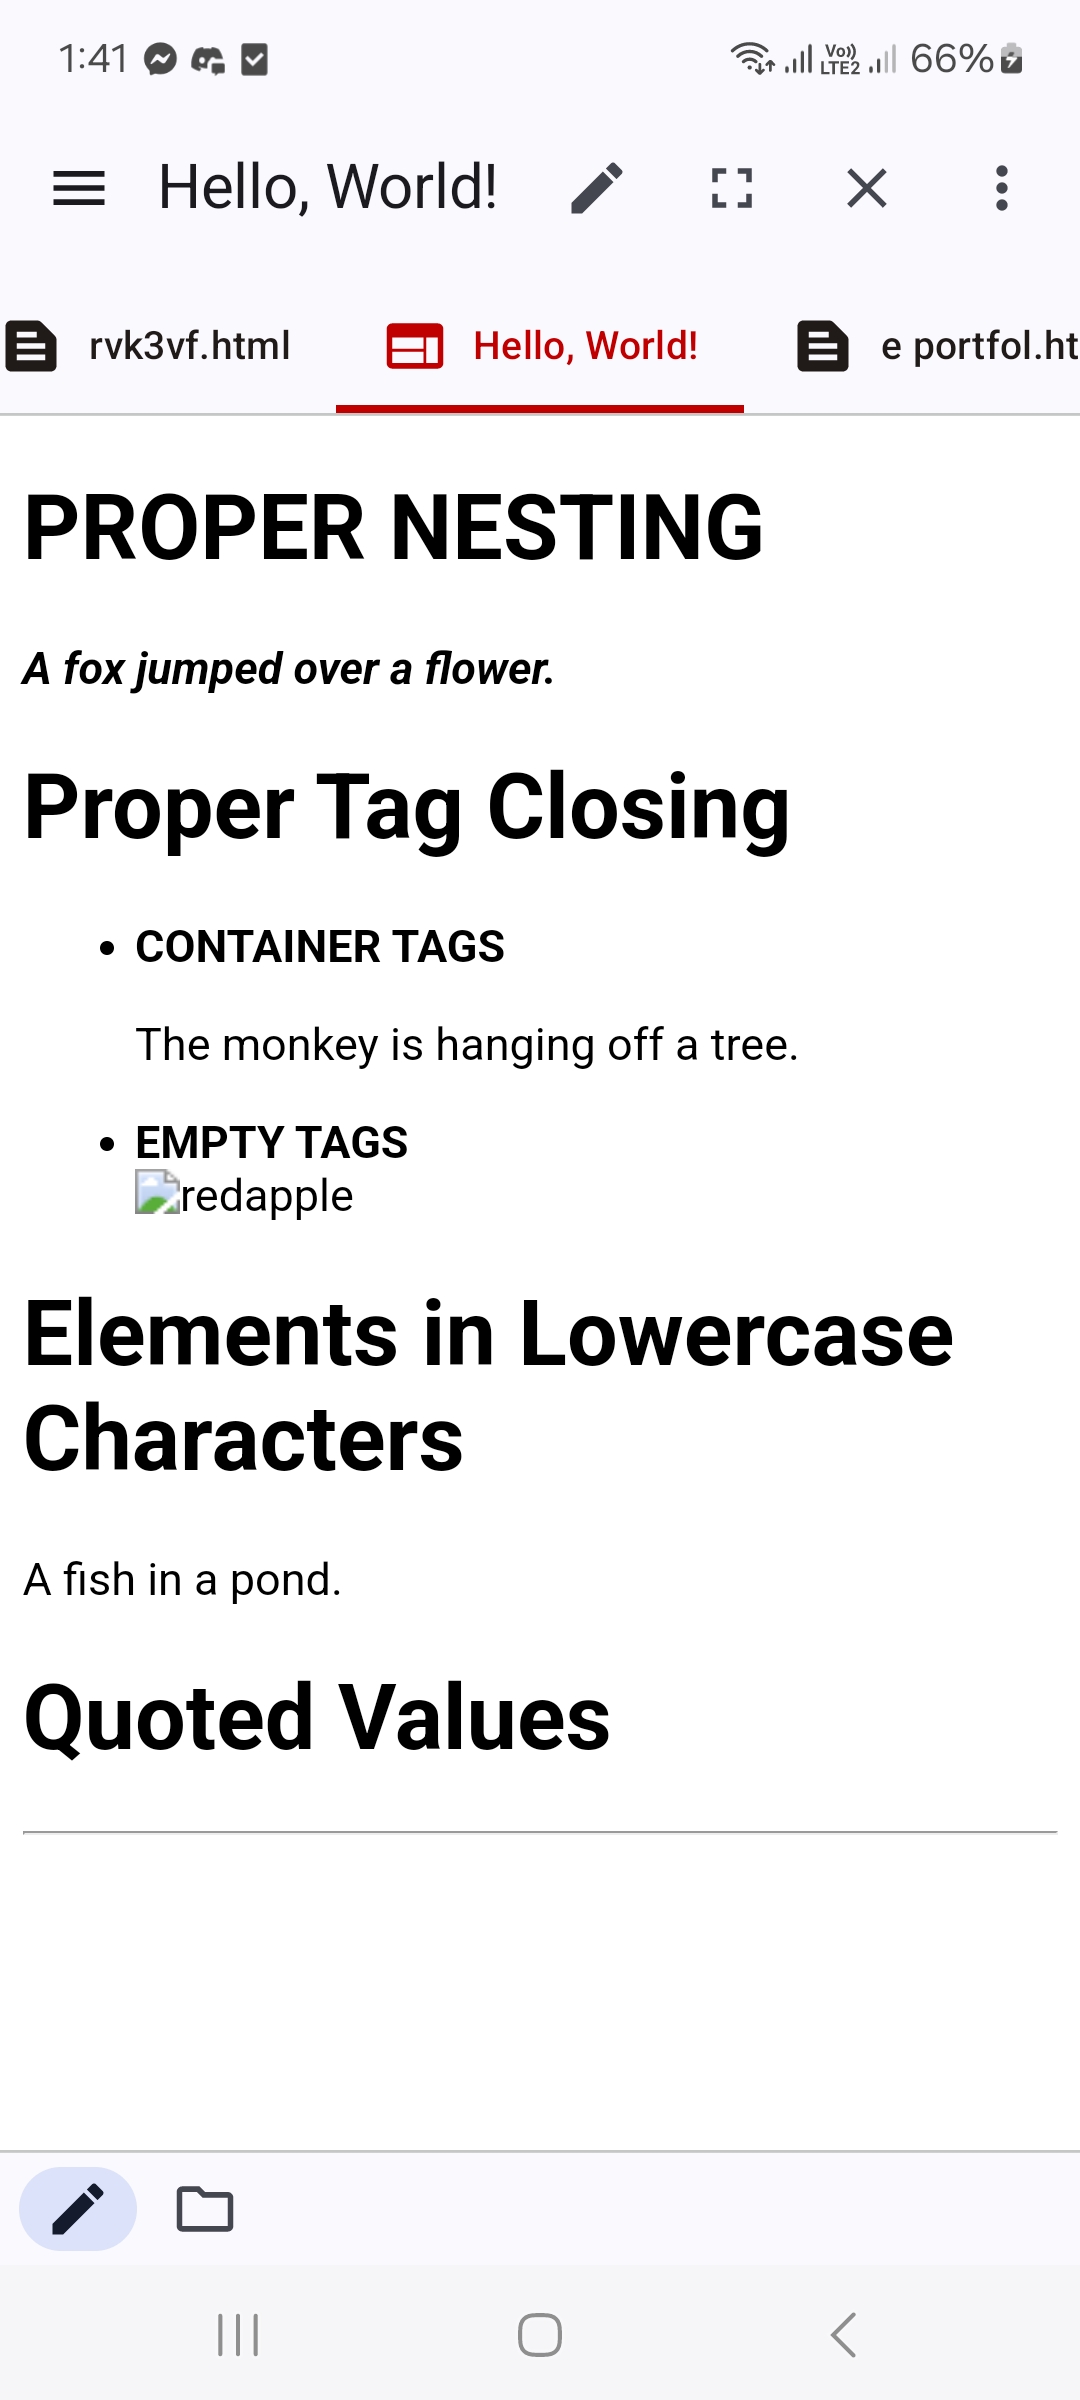 1:41 Vo)) LTE2 66%
Hello, World!
rvk3vf.html Hello, World! e portfol.ht
PROPER NESTING
A fox jumped over a flower.
Proper Tag Closing
• CONTAINER TAGS
The monkey is hanging off a tree.
• EMPTY TAGS
redapple
Elements in Lowercase
Characters
A fish in a pond.
Quoted Values